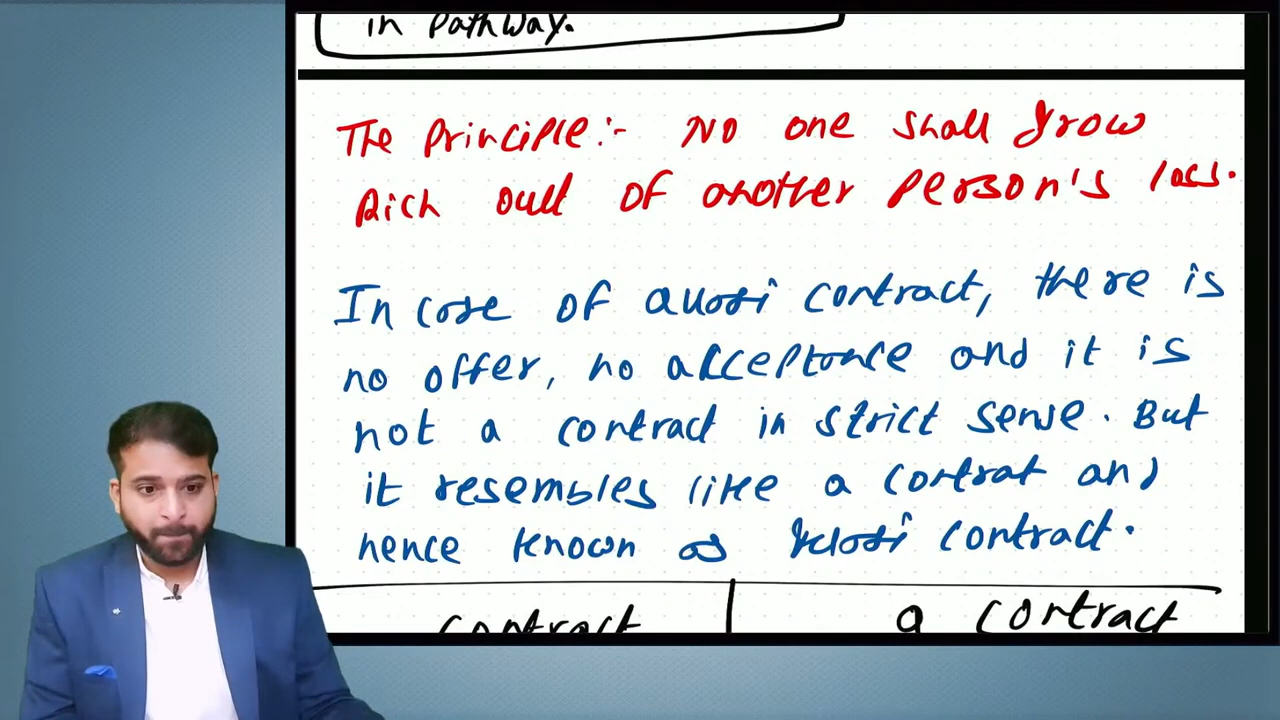 in Pathway.
The Principle:- No one shall grow
Rich out of another person's loss.
In case of quasi contract, there is
no offer, no acceptance and it is
not a contract in strict sense. But
it resembles like a contrat and
hence known as quasi contract.
contract
a contract